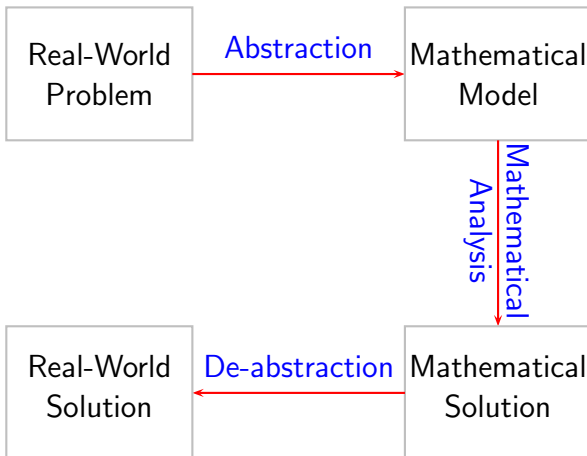 Real-World
Problem
Abstraction
Mathematical
Model
Mathematical
Analysis
Real-World
Solution
De-abstraction
Mathematical
Solution